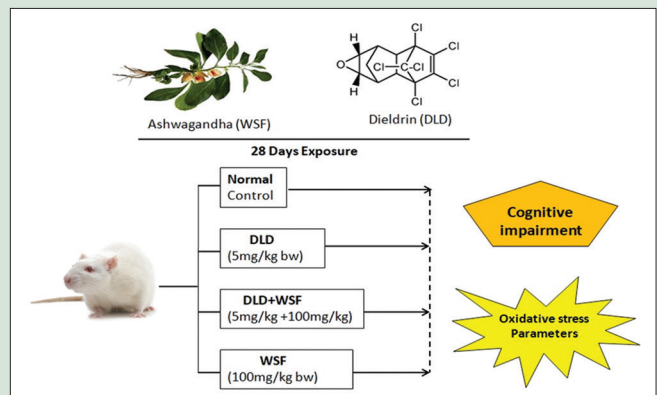 Ashwagandha (WSF)
Dieldrin (DLD)
H
H
O
Cl
Cl
Cl
Cl
Cl-C-Cl
28 Days Exposure
Normal
Control
DLD
(5mg/kg bw)
DLD+WSF
(5mg/kg +100mg/kg)
WSF
(100mg/kg bw)
Cognitive
impairment
Oxidative stress
Parameters